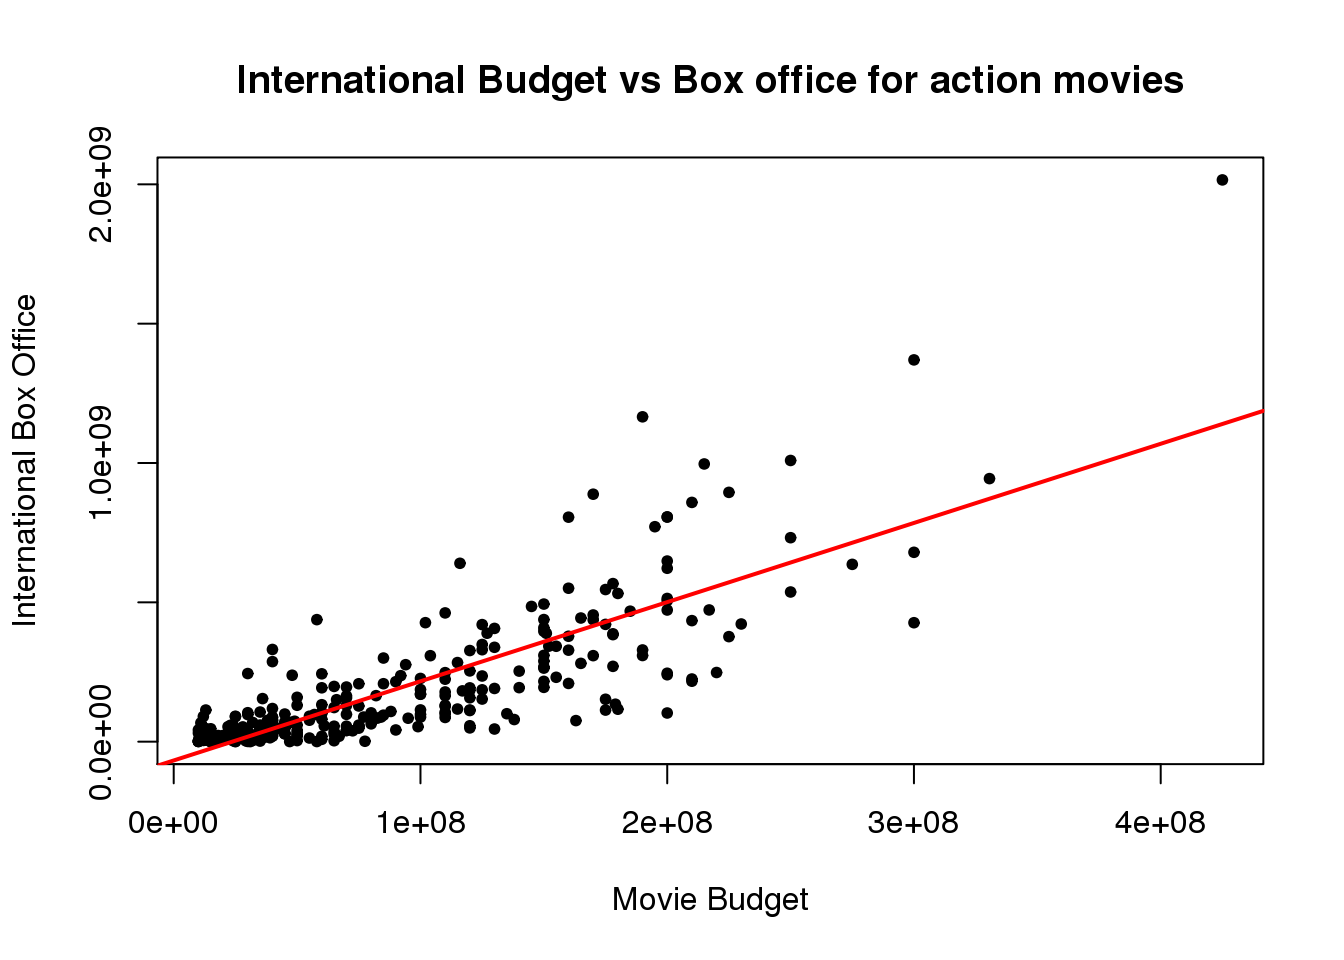 International Budget vs Box office for action movies
2.0e+09
1.0e+09
0.0e+00
International Box Office
0e+00 1e+08 2e+08 3e+08 4e+08
Movie Budget